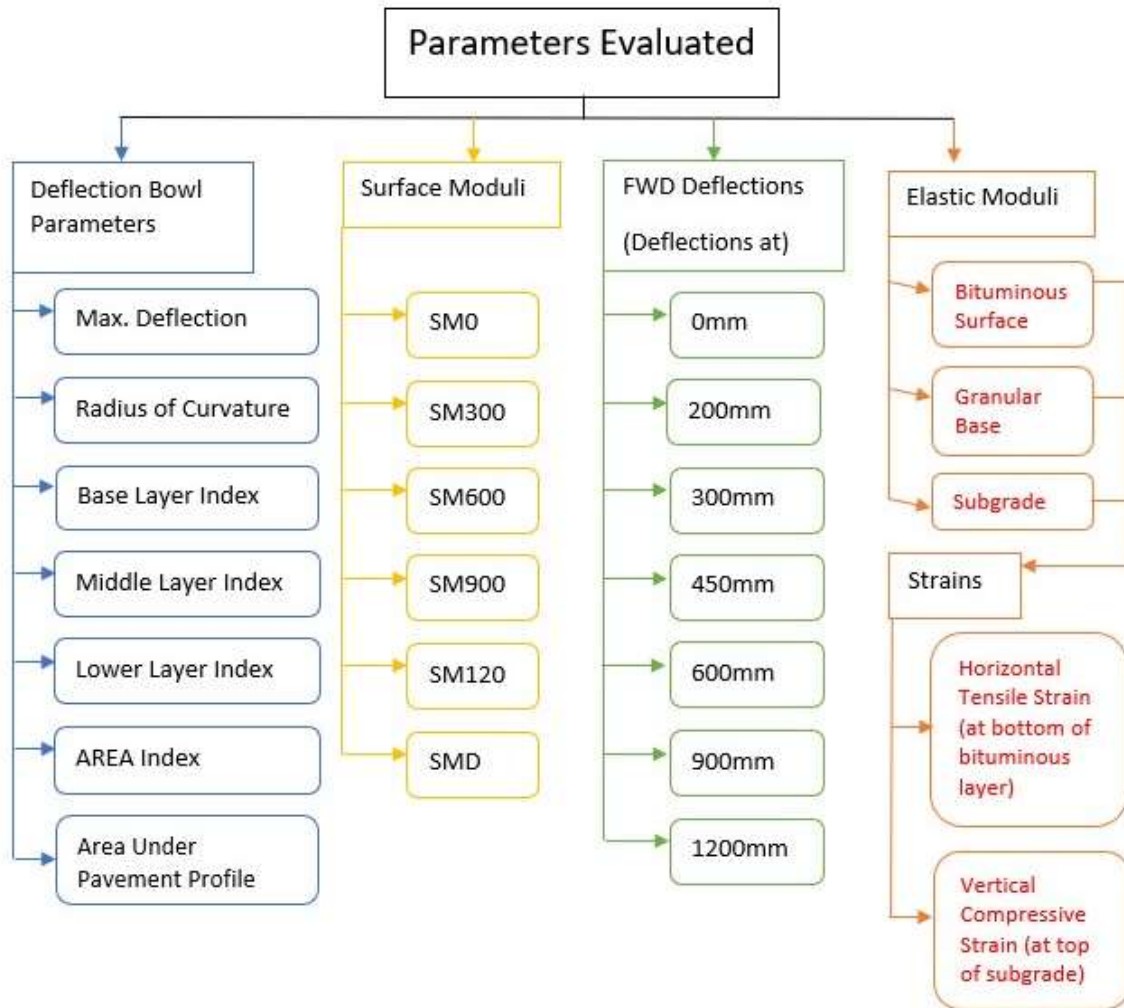 Parameters Evaluated
Deflection Bowl
Parameters
Max. Deflection
Radius of Curvature
Base Layer Index
Middle Layer Index
Lower Layer Index
AREA Index
Area Under
Pavement Profile
Surface Moduli
SM0
SM300
SM600
SM900
SM120
SMD
FWD Deflections
(Deflections at)
0mm
200mm
300mm
450mm
600mm
900mm
1200mm
Elastic Moduli
Bituminous
Surface
Granular
Base
Subgrade
Strains
Horizontal
Tensile Strain
(at bottom of
bituminous
layer)
Vertical
Compressive
Strain (at top
of subgrade)